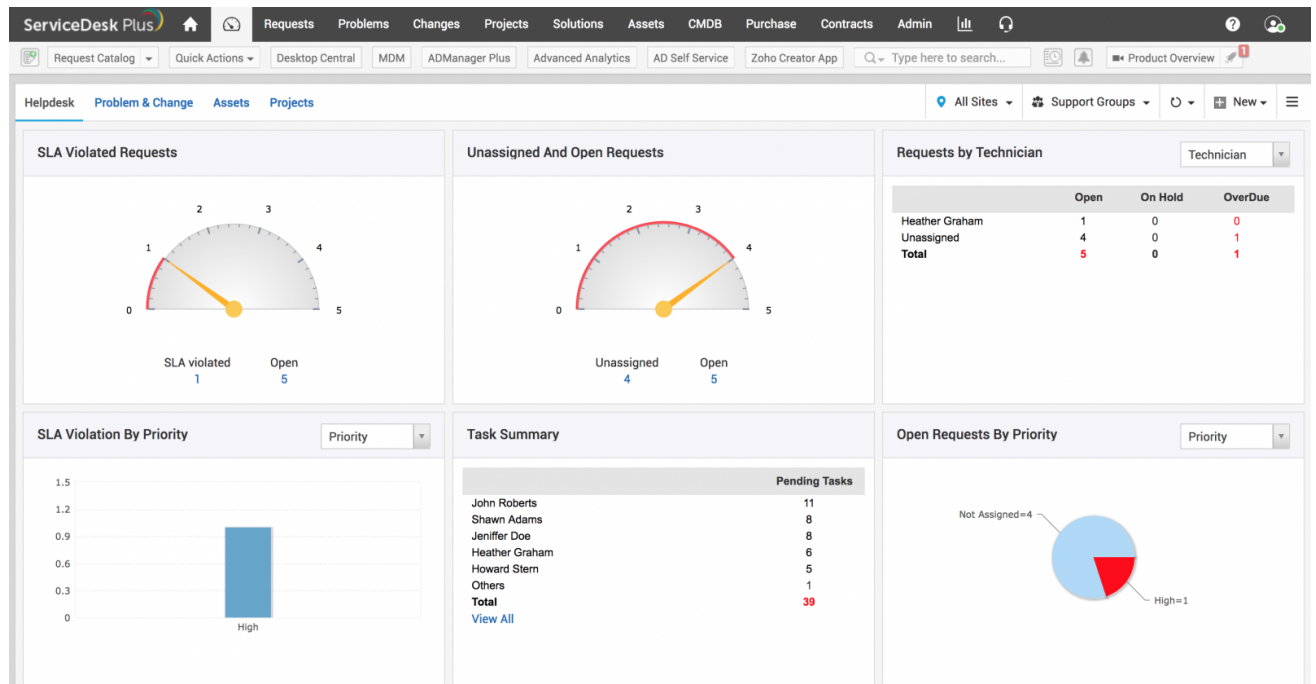 ServiceDesk Plus Requests Problems Changes Projects Solutions Assets CMDB Purchase Contracts Admin ?
Request Catalog Quick Actions Desktop Central MDM ADManager Plus Advanced Analytics AD Self Service Zoho Creator App Type here to search... Product Overview 1
Helpdesk Problem & Change Assets Projects All Sites Support Groups New
SLA Violated Requests
0 1 2 3 4 5
SLA violated Open
1 5
Unassigned And Open Requests
0 1 2 3 4 5
Unassigned Open
4 5
Requests by Technician Technician
Open On Hold OverDue
Heather Graham 1 0 0
Unassigned 4 0 1
Total 5 0 1
SLA Violation By Priority Priority
1.5
1.2
0.9
0.6
0.3
0
High
Task Summary
Pending Tasks
John Roberts 11
Shawn Adams 8
Jeniffer Doe 8
Heather Graham 6
Howard Stern 5
Others 1
Total 39
View All
Open Requests By Priority Priority
Not Assigned=4
High=1